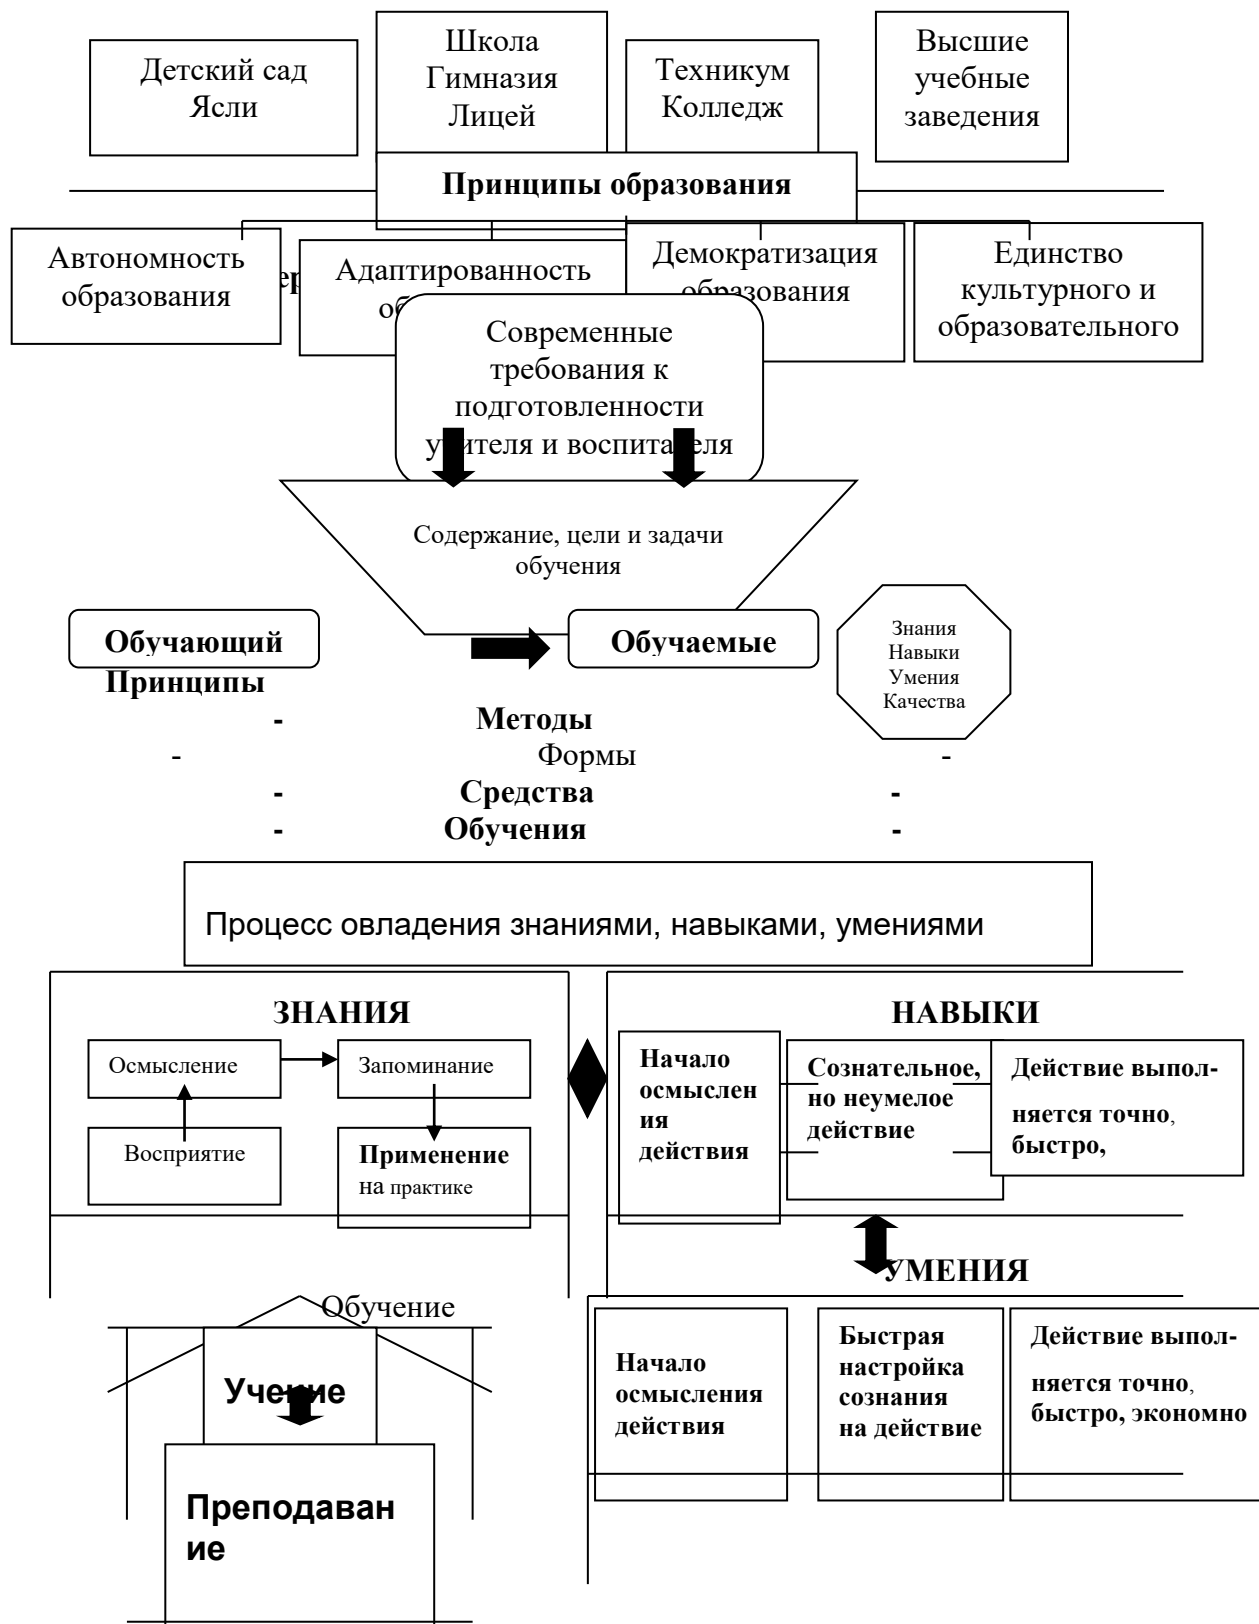 Детский сад
Ясли
Школа
Гимназия
Лицей
Техникум
Колледж
Высшие
учебные
заведения
Принципы образования
Автономность
образования
Адаптированность
Демократизация
образования
Единство
культурного и
образовательного
Современные
требования к
подготовленности
учителя и воспитателя
Содержание, цели и задачи
обучения
Обучающий
Обучаемые
Знания
Навыки
Умения
Качества
Принципы
- Методы
- Формы -
- Средства -
- Обучения -
Процесс овладения знаниями, навыками, умениями
ЗНАНИЯ
Осмысление
Запоминание
Восприятие
Применение
на практике
НАВЫКИ
Начало
осмыслен
ия
действия
Сознательное,
но неумелое
действие
Действие выпол-
няется точно,
быстро,
УМЕНИЯ
Начало
осмысления
действия
Быстрая
настройка
сознания
на действие
Действие выпол-
няется точно,
быстро, экономно
Обучение
Учение
Преподаван
ие